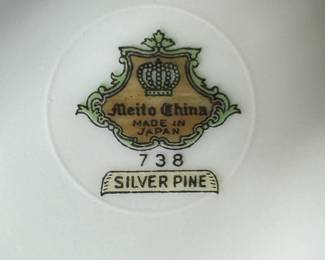 Meito China
MADE IN
JAPAN
738
SILVER PINE